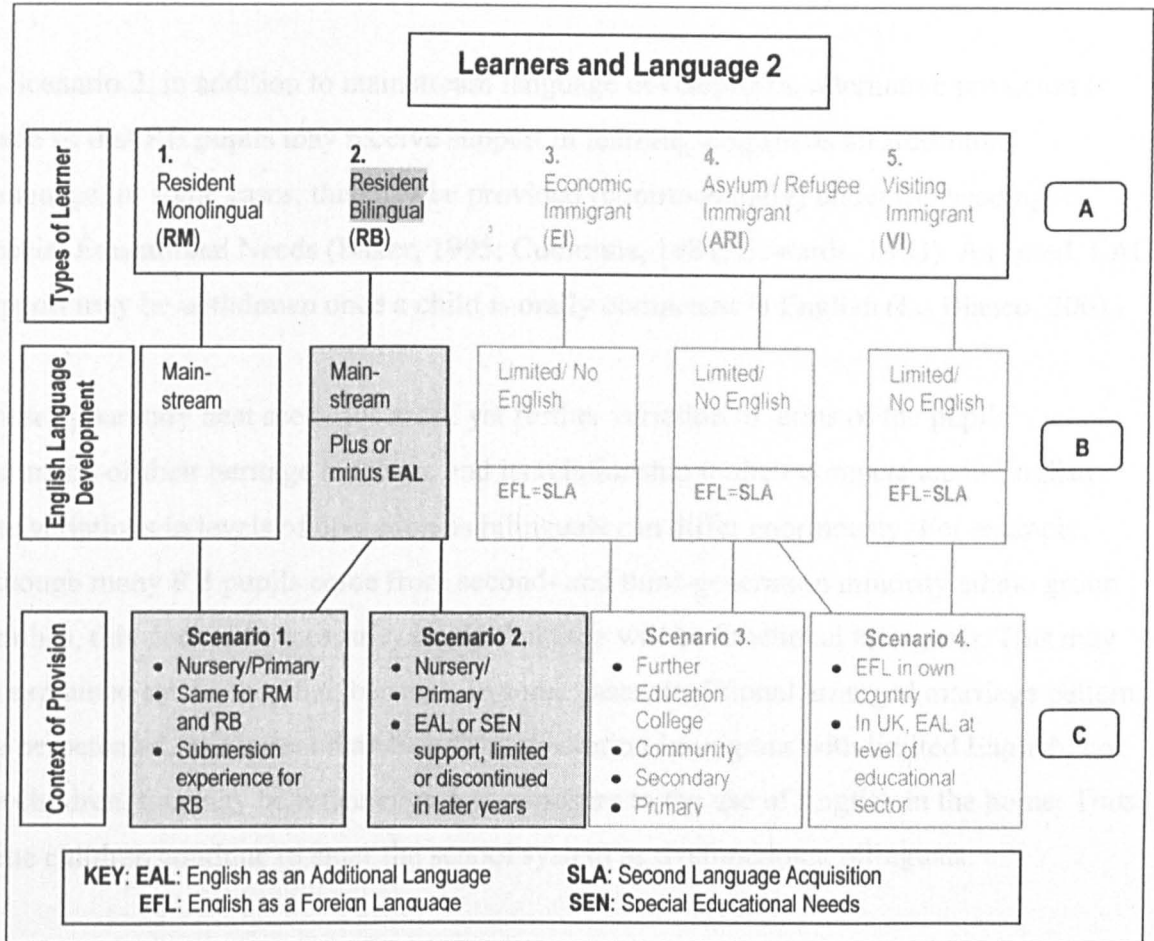 Learners and Language 2
Types of Learner
1.
Resident
Monolingual
(RM)
2.
Resident
Bilingual
(RB)
3.
Economic
Immigrant
(EI)
4.
Asylum / Refugee
Immigrant
(ARI)
5.
Visiting
Immigrant
(VI)
A
English Language
Development
Main-
stream
Main-
stream
Plus or
minus EAL
Limited/ No
English
EFL=SLA
Limited/
No English
EFL=SLA
Limited/
No English
EFL=SLA
B
Context of Provision
Scenario 1.
• Nursery/Primary
• Same for RM
and RB
• Submersion
experience for
RB
Scenario 2.
• Nursery/
Primary
• EAL or SEN
support, limited
or discontinued
in later years
Scenario 3.
• Further
Education
College
• Community
• Secondary
• Primary
Scenario 4.
• EFL in own
country
• In UK, EAL at
level of
educational
sector
C
KEY: EAL: English as an Additional Language SLA: Second Language Acquisition
EFL: English as a Foreign Language SEN: Special Educational Needs